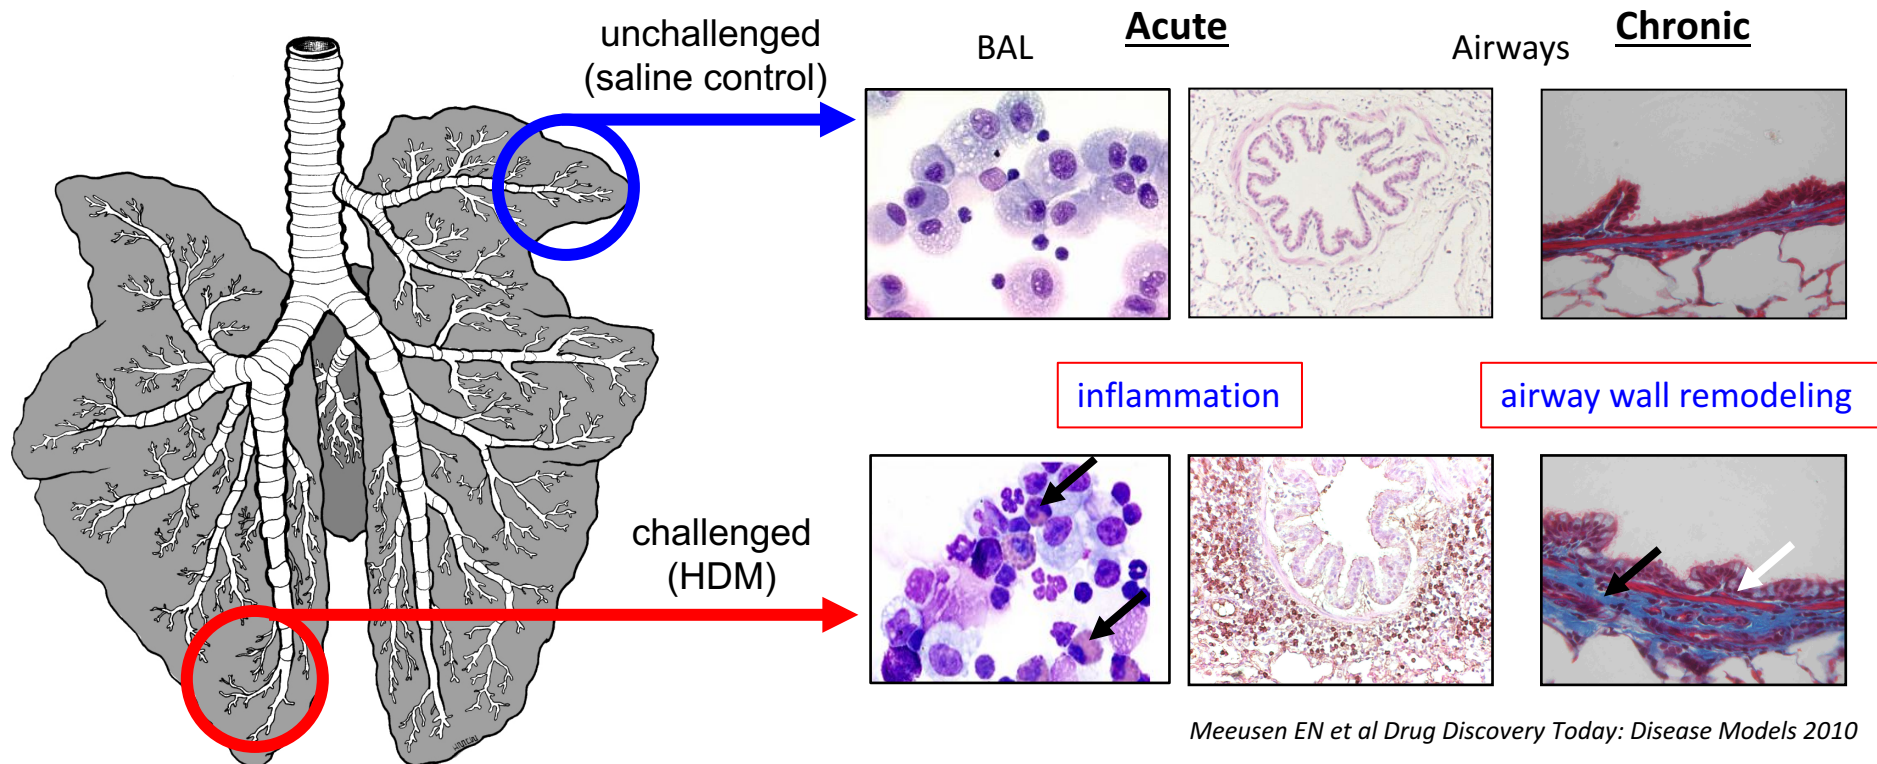 unchallenged
(saline control)
BAL
Acute
Airways
Chronic
inflammation
airway wall remodeling
challenged
(HDM)
Meeusen EN et al Drug Discovery Today: Disease Models 2010